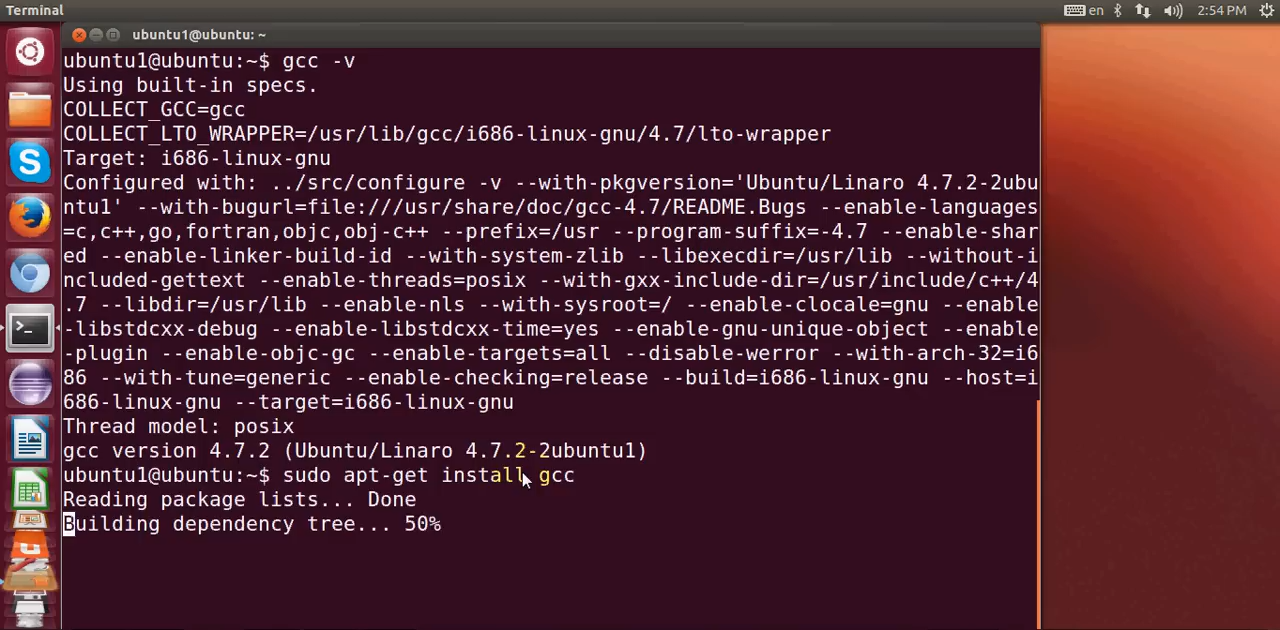 Terminal
en
2:54 PM
ubuntu1@ubuntu: ~
ubuntu1@ubuntu:~$ gcc -v
Using built-in specs.
COLLECT_GCC=gcc
COLLECT_LTO_WRAPPER=/usr/lib/gcc/i686-linux-gnu/4.7/lto-wrapper
Target: i686-linux-gnu
Configured with: ../src/configure -v --with-pkgversion='Ubuntu/Linaro 4.7.2-2ubu
ntu1' --with-bugurl=file:///usr/share/doc/gcc-4.7/README.Bugs --enable-languages
=c,c++,go,fortran,objc,obj-c++ --prefix=/usr --program-suffix=-4.7 --enable-shar
ed --enable-linker-build-id --with-system-zlib --libexecdir=/usr/lib --without-i
ncluded-gettext --enable-threads=posix --with-gxx-include-dir=/usr/include/c++/4
.7 --libdir=/usr/lib --enable-nls --with-sysroot=/ --enable-clocale=gnu --enable
-libstdcxx-debug --enable-libstdcxx-time=yes --enable-gnu-unique-object --enable
-plugin --enable-objc-gc --enable-targets=all --disable-werror --with-arch-32=i6
86 --with-tune=generic --enable-checking=release --build=i686-linux-gnu --host=i
686-linux-gnu --target=i686-linux-gnu
Thread model: posix
gcc version 4.7.2 (Ubuntu/Linaro 4.7.2-2ubuntu1)
ubuntu1@ubuntu:~$ sudo apt-get install gcc
Reading package lists... Done
Building dependency tree... 50%